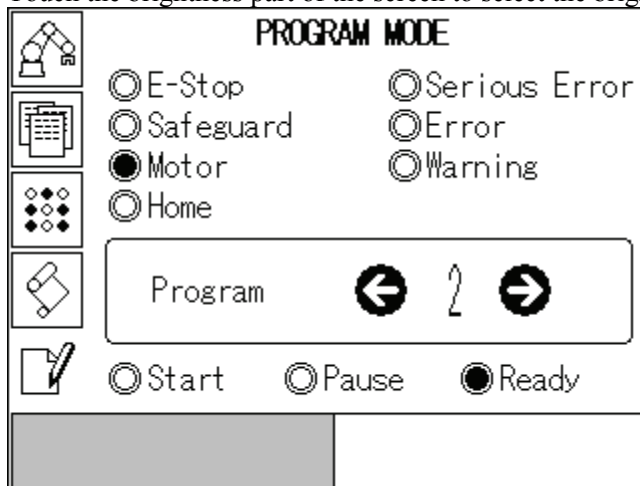 Touch the brightness part of the screen to select the brig
PROGRAM MODE
E-Stop Serious Error
Safeguard Error
Motor Warning
Home
Program 2
Start Pause Ready